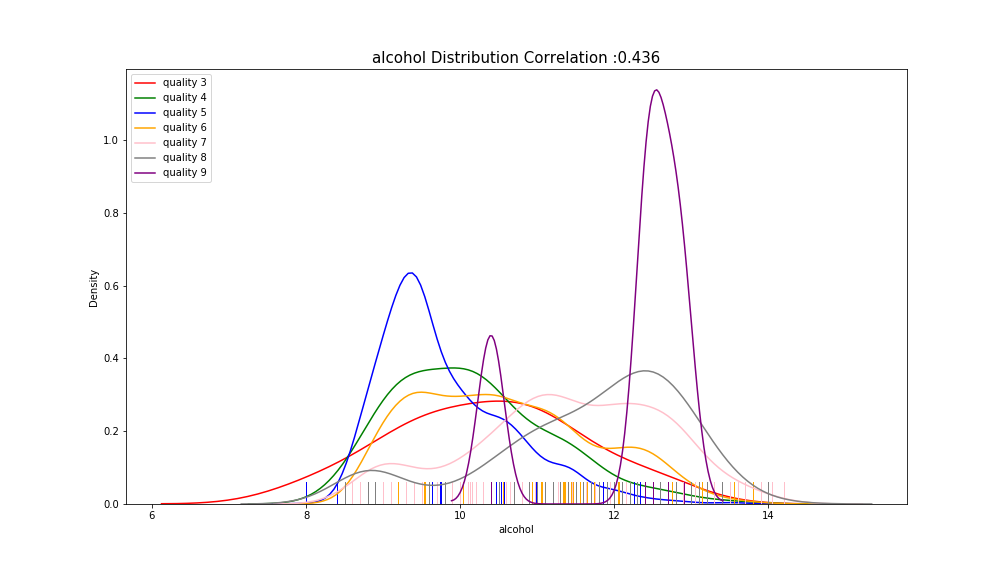 alcohol Distribution Correlation :0.436
quality 3
quality 4
quality 5
quality 6
quality 7
quality 8
quality 9
1.0
0.8
0.6
0.4
0.2
0.0
Density
6
8
10
12
14
alcohol